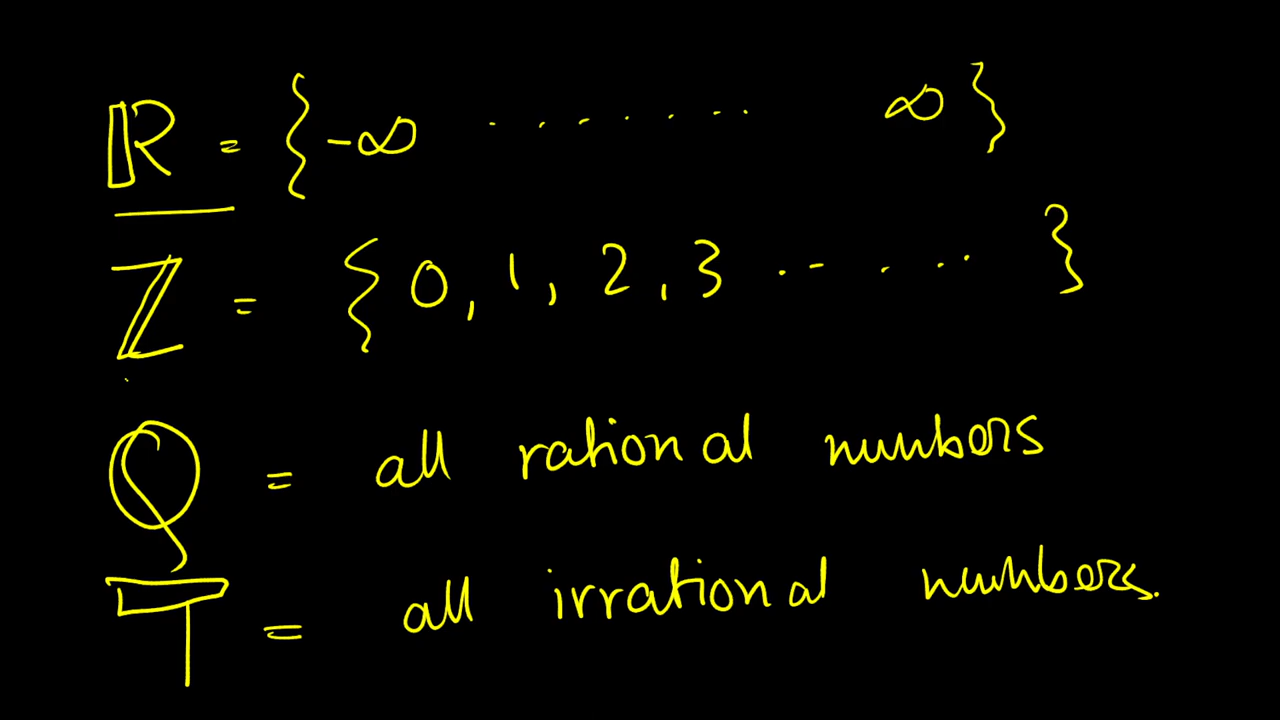 ℝ = {-∞ ....... ∞}
ℤ = {0, 1, 2, 3 ..-. .. .. }
ℚ = all rational numbers
T = all irrational numbers.